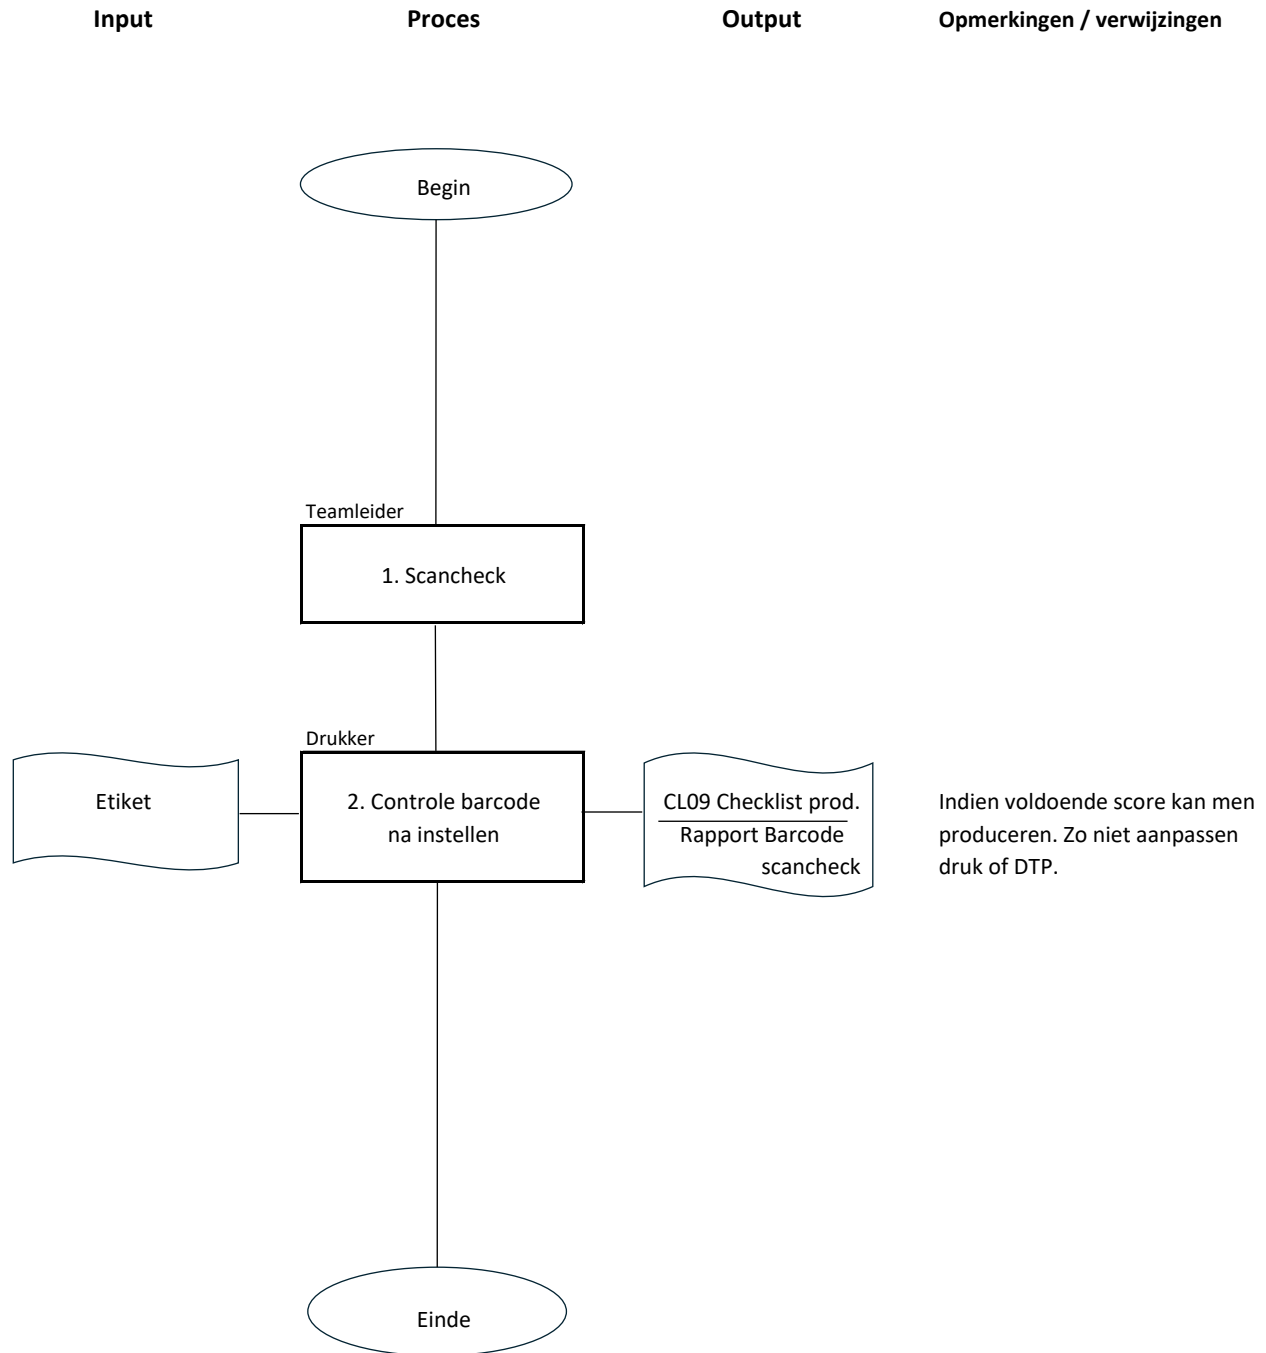 Input
Proces
Output
Opmerkingen / verwijzingen
Begin
Teamleider
1. Scancheck
Drukker
Etiket
2. Controle barcode
na instellen
CL09 Checklist prod.
Rapport Barcode
scancheck
Indien voldoende score kan men
produceren. Zo niet aanpassen
druk of DTP.
Einde